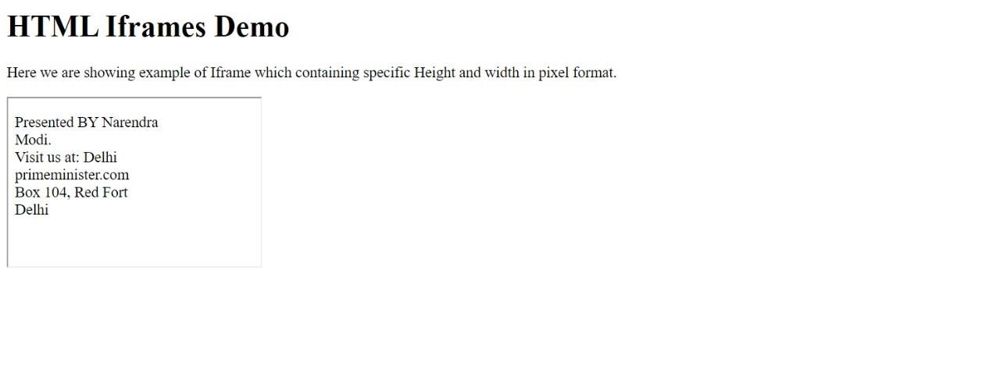 HTML Iframes Demo
Here we are showing example of Iframe which containing specific Height and width in pixel format.
Presented BY Narendra
Modi.
Visit us at: Delhi
primeminister.com
Box 104, Red Fort
Delhi